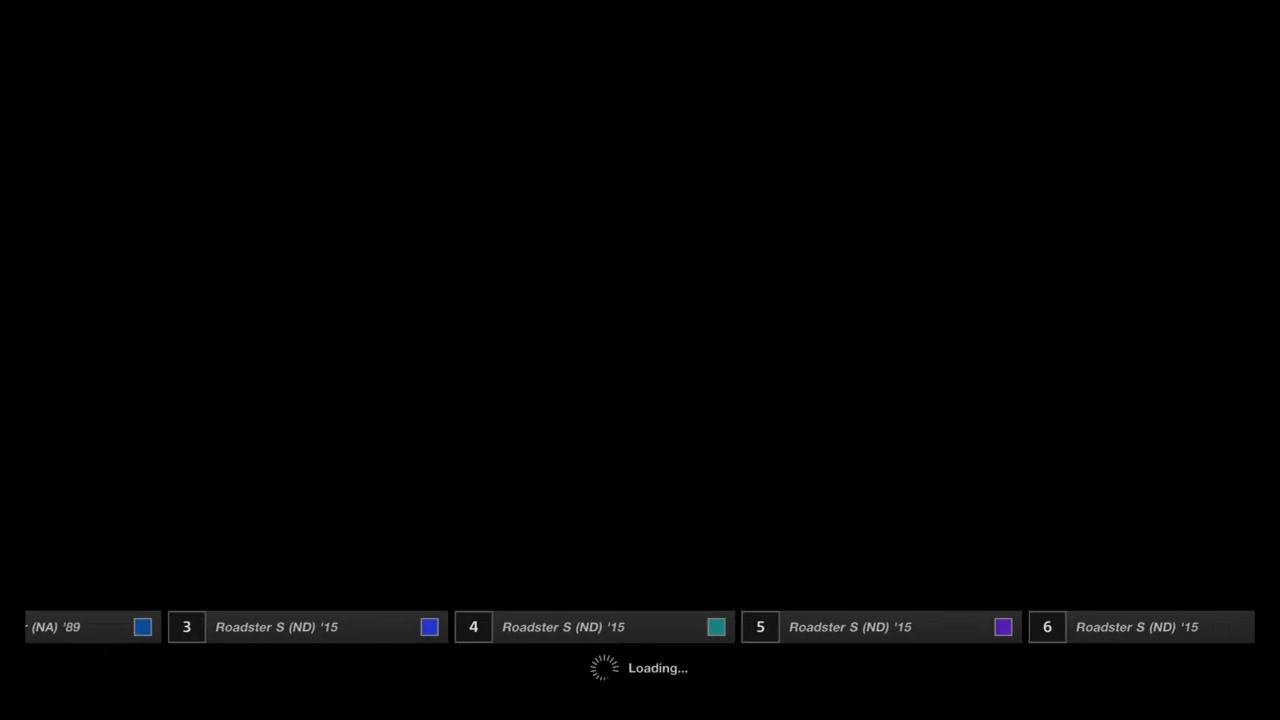 (NA) '89
3 Roadster S (ND) '15
4 Roadster S (ND) '15
5 Roadster S (ND) '15
6 Roadster S (ND) '15
Loading...